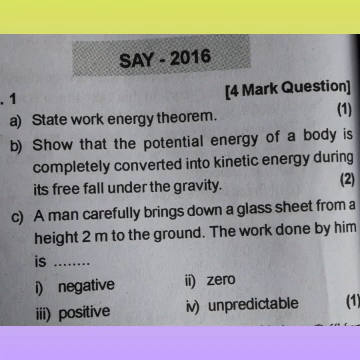 SAY - 2016
. 1 [4 Mark Question]
a) State work energy theorem. (1)
b) Show that the potential energy of a body is
completely converted into kinetic energy during
its free fall under the gravity. (2)
c) A man carefully brings down a glass sheet from a
height 2 m to the ground. The work done by him
is ........
i) negative ii) zero
iii) positive iv) unpredictable (1)